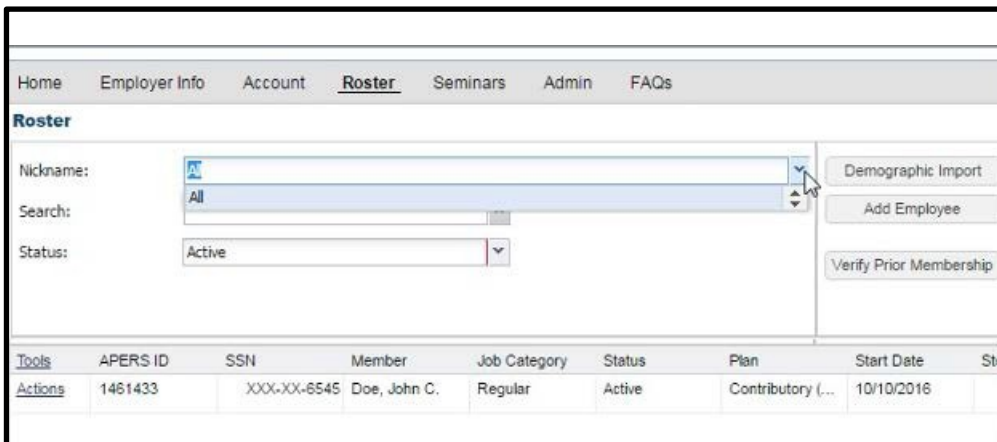 Home Employer Info Account Roster Seminars Admin FAQs
Roster
Nickname: All
All
Search:
Status: Active
Demographic Import
Add Employee
Verify Prior Membership
Tools APERS ID SSN Member Job Category Status Plan Start Date St
Actions 1461433 XXX-XX-6545 Doe, John C. Regular Active Contributory (... 10/10/2016